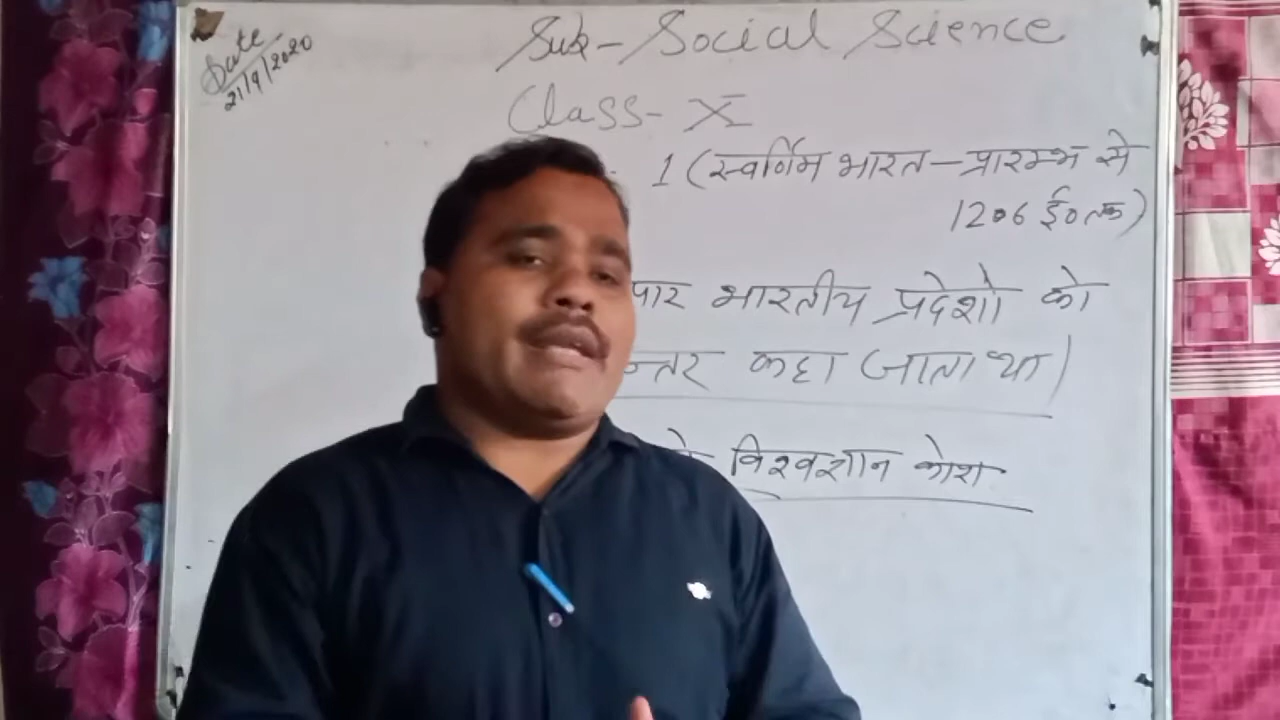 Date
21/9/2020
Sub - Social Science
Class - X
1 (स्वर्णिम भारत - प्रारम्भ से
1206 ई० तक)
पार भारतीय प्रदेशो को
न्तर कहा जाता था।
के विश्वज्ञान कोश